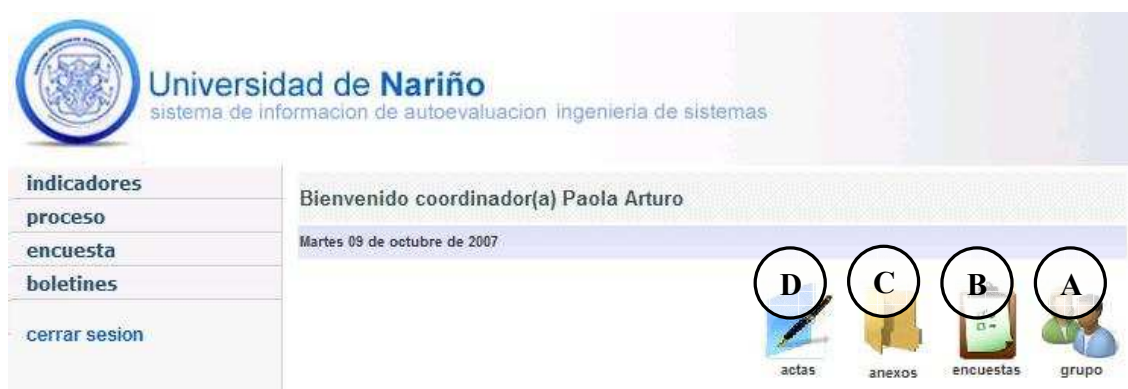 Universidad de Nariño
sistema de informacion de autoevaluacion ingenieria de sistemas
indicadores
proceso
encuesta
boletines
cerrar sesion
Bienvenido coordinador(a) Paola Arturo
Martes 09 de octubre de 2007
D C B A
actas anexos encuestas grupo